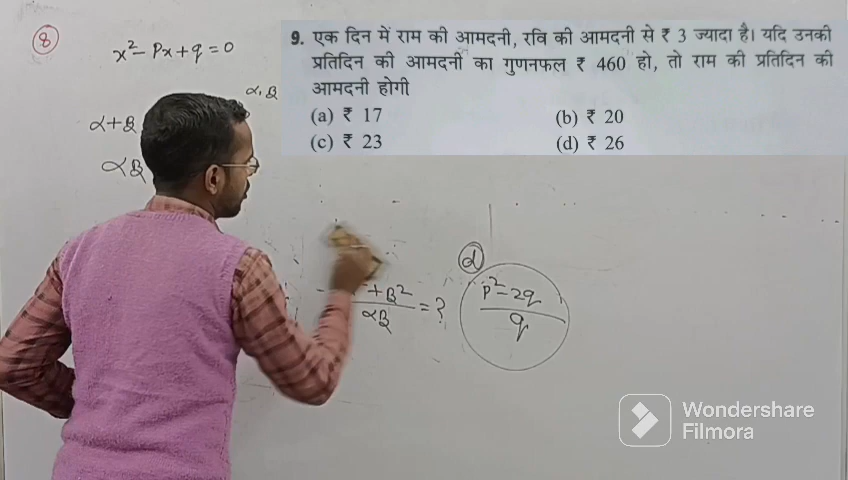 8
x² - Px + q = 0
α, β
α+β
αβ
9. एक दिन में राम की आमदनी, रवि की आमदनी से ₹ 3 ज्यादा है। यदि उनकी
प्रतिदिन की आमदनी का गुणनफल ₹ 460 हो, तो राम की प्रतिदिन की
आमदनी होगी
(a) ₹ 17 (b) ₹ 20
(c) ₹ 23 (d) ₹ 26
+ β²
αβ
= ?
d
P² - 2q
q
Wondershare
Filmora